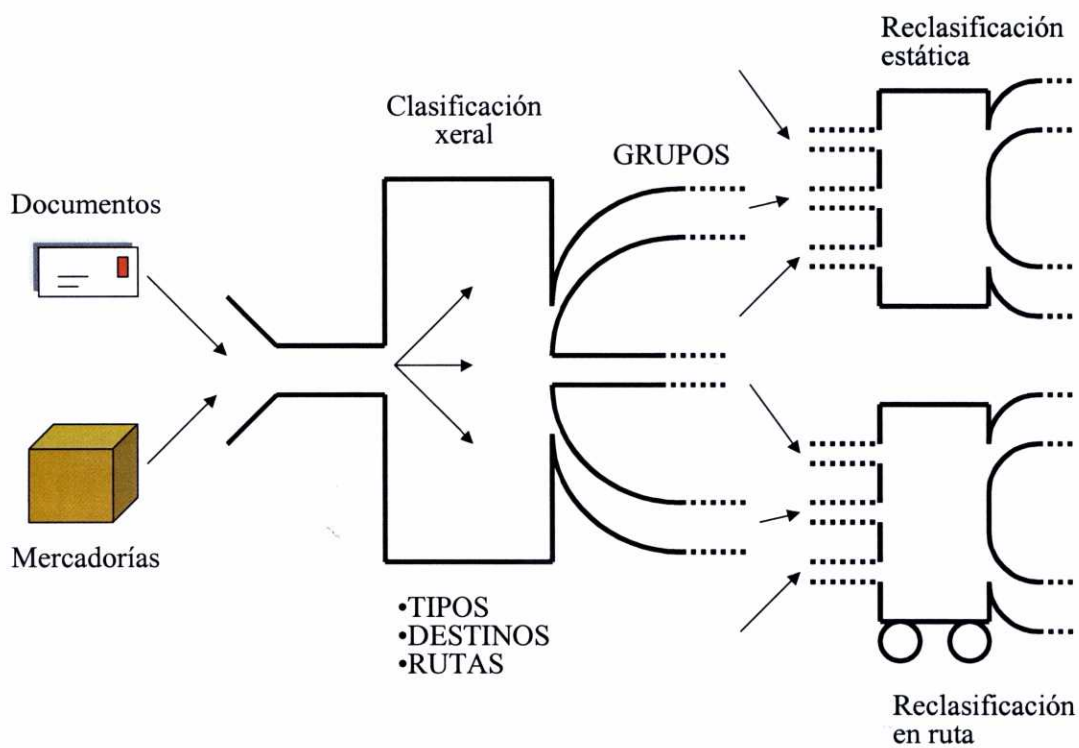 Documentos
Mercadorías
Clasificación
xeral
•TIPOS
•DESTINOS
•RUTAS
GRUPOS
Reclasificación
estática
Reclasificación
en ruta